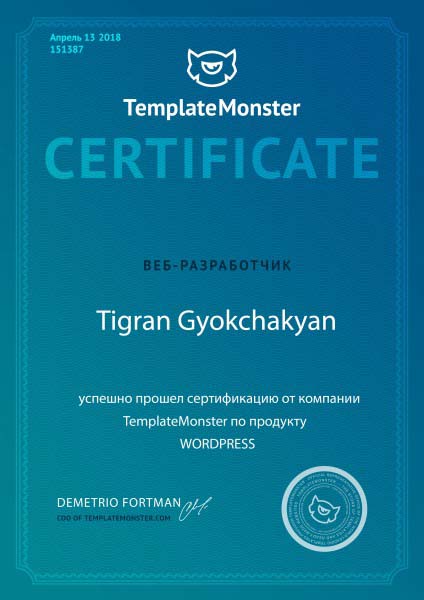 Апрель 13 2018
151387
TemplateMonster
CERTIFICATE
ВЕБ-РАЗРАБОТЧИК
Tigran Gyokchakyan
успешно прошел сертификацию от компании
TemplateMonster по продукту
WORDPRESS
DEMETRIO FORTMAN
COO OF TEMPLATEMONSTER.COM